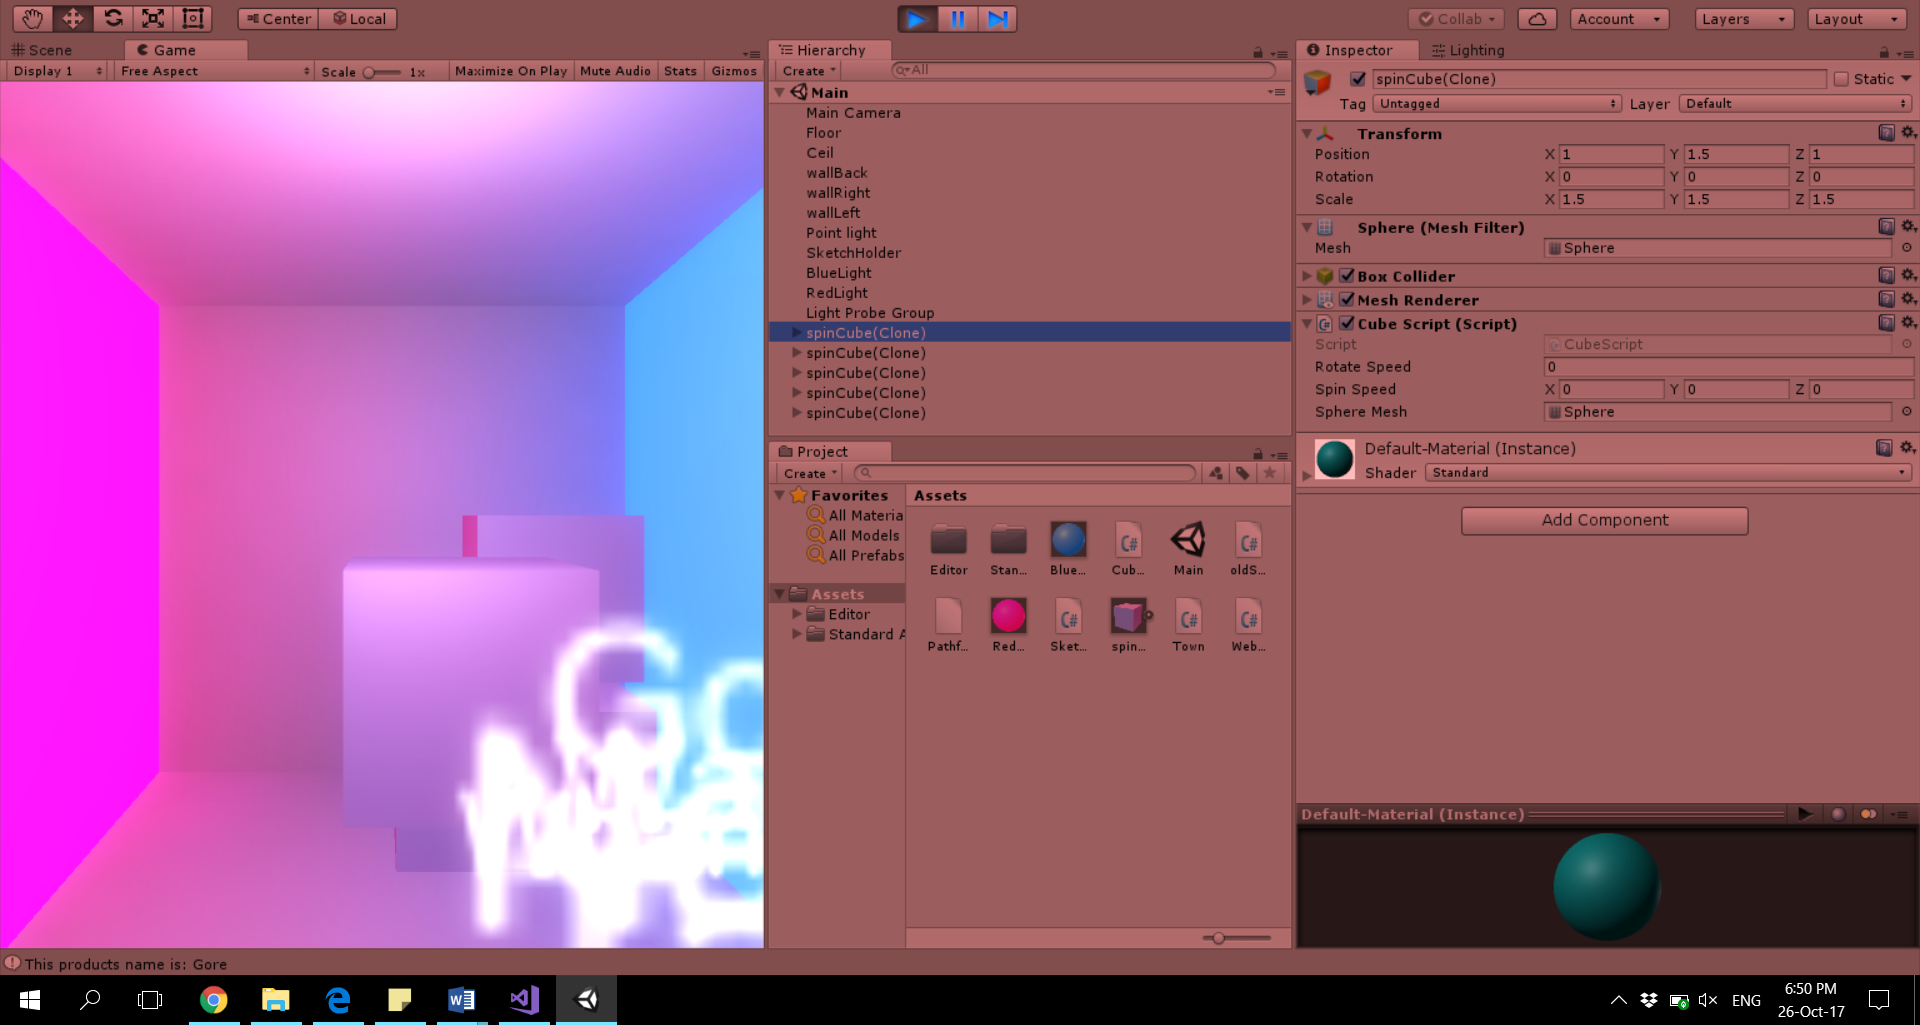 Center Local Collab Account Layers Layout
Scene Game
Display 1 Free Aspect Scale 1x Maximize On Play Mute Audio Stats Gizmos
Go
Hierarchy
Create All
Main
Main Camera
Floor
Ceil
wallBack
wallRight
wallLeft
Point light
SketchHolder
BlueLight
RedLight
Light Probe Group
spinCube(Clone)
spinCube(Clone)
spinCube(Clone)
spinCube(Clone)
spinCube(Clone)
Project
Create
Favorites
All Materia
All Models
All Prefabs
Assets
Editor
Standard A
Assets
Editor Stan... Blue... Cub... Main oldS...
Pathf... Red... Sket... spin... Town Web...
Inspector Lighting
spinCube(Clone) Static
Tag Untagged Layer Default
Transform
Position X 1 Y 1.5 Z 1
Rotation X 0 Y 0 Z 0
Scale X 1.5 Y 1.5 Z 1.5
Sphere (Mesh Filter)
Mesh Sphere
Box Collider
Mesh Renderer
Cube Script (Script)
Script CubeScript
Rotate Speed 0
Spin Speed X 0 Y 0 Z 0
Sphere Mesh Sphere
Default-Material (Instance)
Shader Standard
Add Component
Default-Material (Instance)
This products name is: Gore
ENG 6:50 PM
26-Oct-17